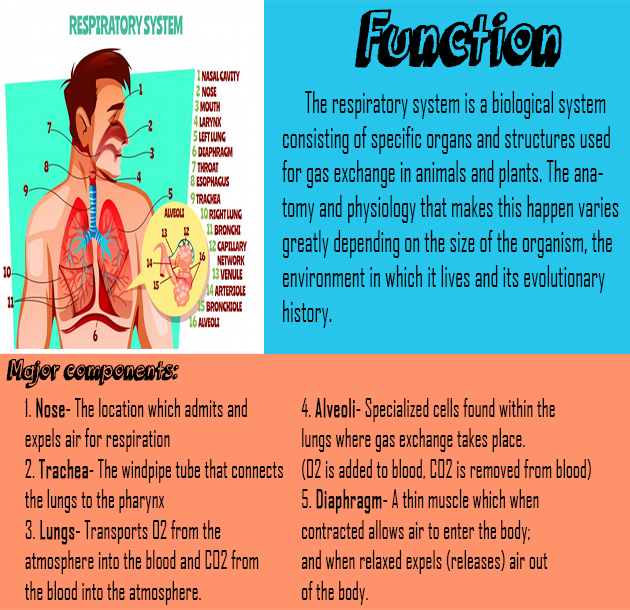 RESPIRATORY SYSTEM
1 NASAL CAVITY
2 NOSE
3 MOUTH
4 LARYNX
5 LEFT LUNG
6 DIAPHRAGM
7 THROAT
8 ESOPHAGUS
9 TRACHEA
10 RIGHT LUNG
11 BRONCHI
12 CAPILLARY
NETWORK
13 VENULE
14 ARTERIOLE
15 BRONCHIOLE
16 ALVEOLI
1
2
3
4
5
7
8
9
10
11
6
ALVEOLI
13 12
14 16
15
Function
The respiratory system is a biological system
consisting of specific organs and structures used
for gas exchange in animals and plants. The ana-
tomy and physiology that makes this happen varies
greatly depending on the size of the organism, the
environment in which it lives and its evolutionary
history.
Major components:
1. Nose- The location which admits and
expels air for respiration
2. Trachea- The windpipe tube that connects
the lungs to the pharynx
3. Lungs- Transports O2 from the
atmosphere into the blood and CO2 from
the blood into the atmosphere.
4. Alveoli- Specialized cells found within the
lungs where gas exchange takes place.
(O2 is added to blood, CO2 is removed from blood)
5. Diaphragm- A thin muscle which when
contracted allows air to enter the body;
and when relaxed expels (releases) air out
of the body.